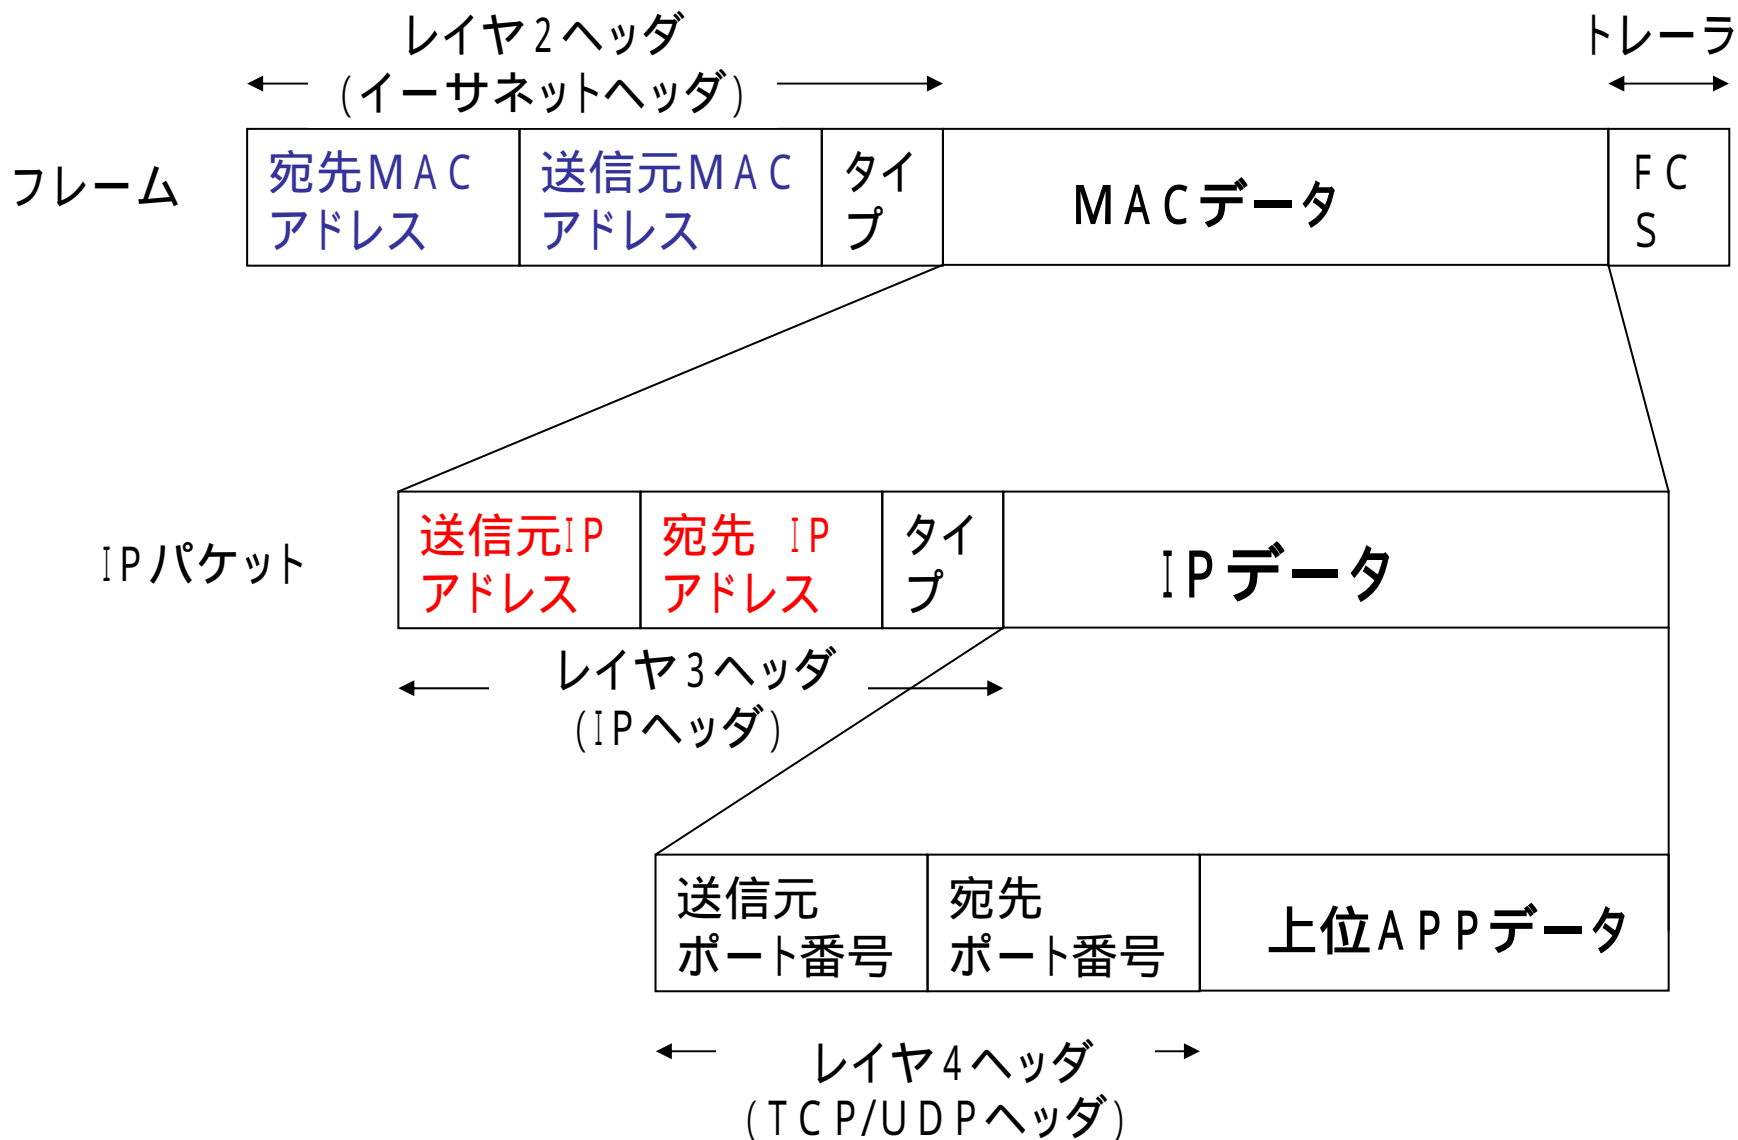 レイヤ2ヘッダ
(イーサネットヘッダ)
トレーラ
フレーム
宛先MAC
アドレス
送信元MAC
アドレス
タイ
プ
MACデータ
FC
S
IPパケット
送信元IP
アドレス
宛先 IP
アドレス
タイ
プ
IPデータ
レイヤ3ヘッダ
(IPヘッダ)
送信元
ポート番号
宛先
ポート番号
上位APPデータ
レイヤ4ヘッダ
(TCP/UDPヘッダ)